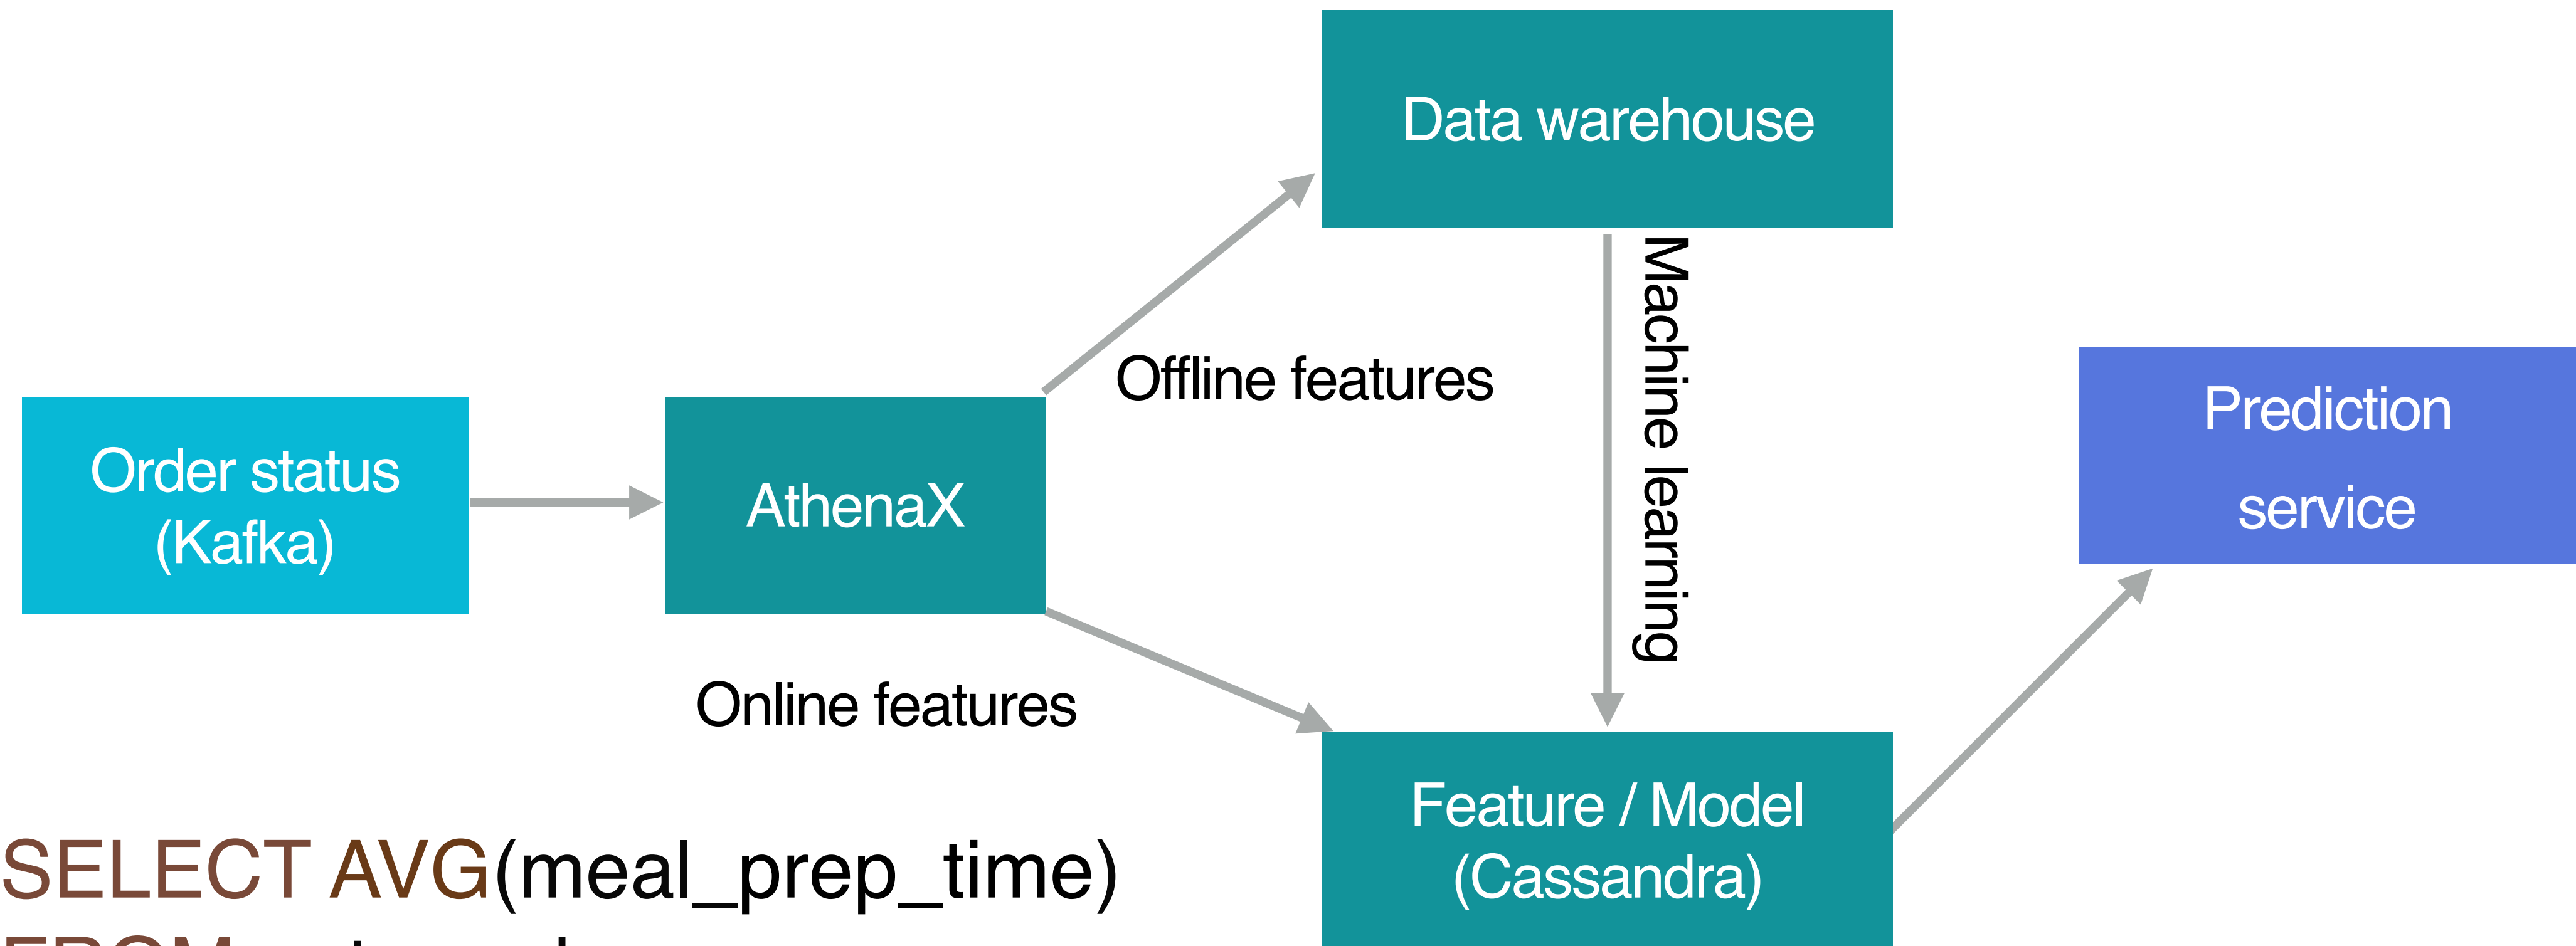 Data warehouse
Machine learning
Offline features
Order status
(Kafka)
AthenaX
Prediction
service
Online features
Feature / Model
(Cassandra)
SELECT AVG(meal_prep_time)
FROM